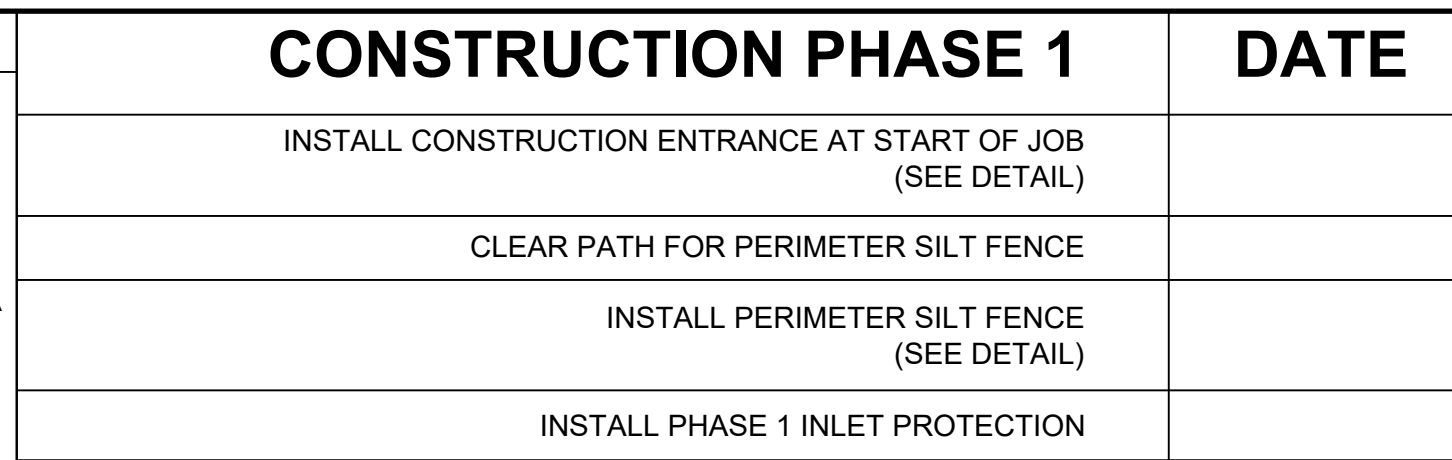 CONSTRUCTION PHASE 1 DATE
INSTALL CONSTRUCTION ENTRANCE AT START OF JOB
(SEE DETAIL)
CLEAR PATH FOR PERIMETER SILT FENCE
INSTALL PERIMETER SILT FENCE
(SEE DETAIL)
INSTALL PHASE 1 INLET PROTECTION